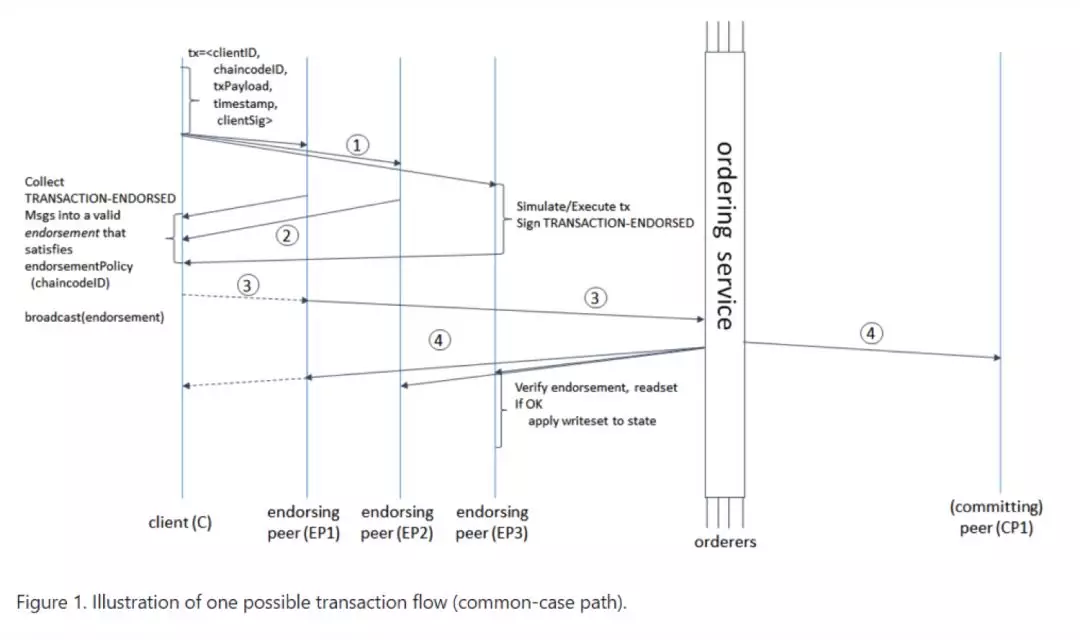 tx=<clientID,
chaincodeID,
txPayload,
timestamp,
clientSig>
1
Collect
TRANSACTION-ENDORSED
Msgs into a valid
endorsement that
satisfies
endorsementPolicy
(chaincodeID)
broadcast(endorsement)
2
Simulate/Execute tx
Sign TRANSACTION-ENDORSED
3
3
4
4
Verify endorsement, readset
If OK
apply writeset to state
ordering service
client (C)
endorsing
peer (EP1)
endorsing
peer (EP2)
endorsing
peer (EP3)
orderers
(committing)
peer (CP1)
Figure 1. Illustration of one possible transaction flow (common-case path).